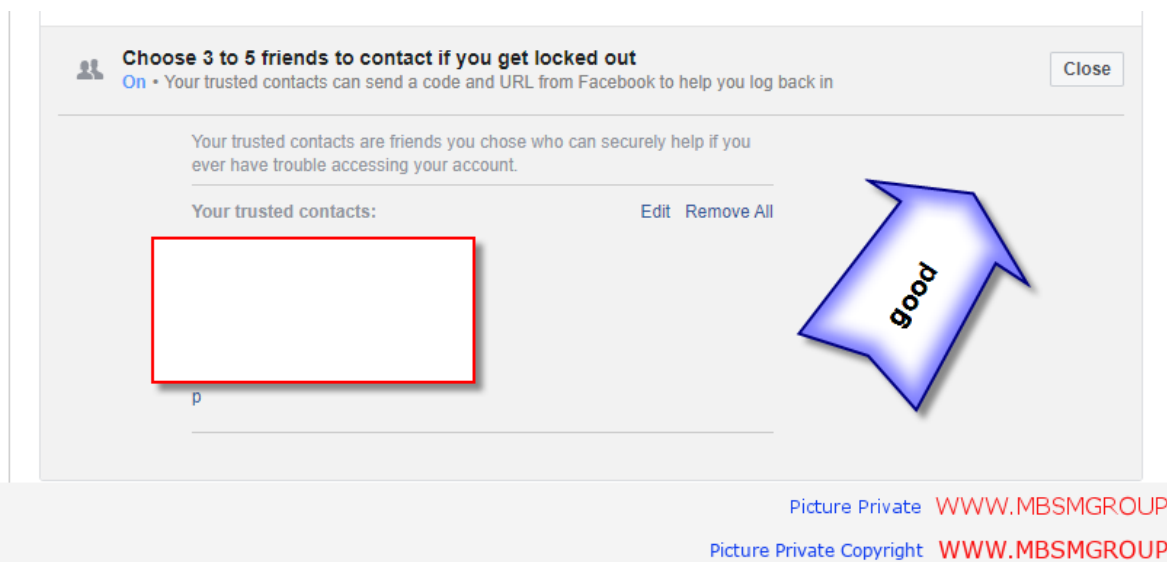 Choose 3 to 5 friends to contact if you get locked out
Close
On • Your trusted contacts can send a code and URL from Facebook to help you log back in
Your trusted contacts are friends you chose who can securely help if you
ever have trouble accessing your account.
Your trusted contacts: Edit Remove All
good
p
Picture Private WWW.MBSMGROUP
Picture Private Copyright WWW.MBSMGROUP